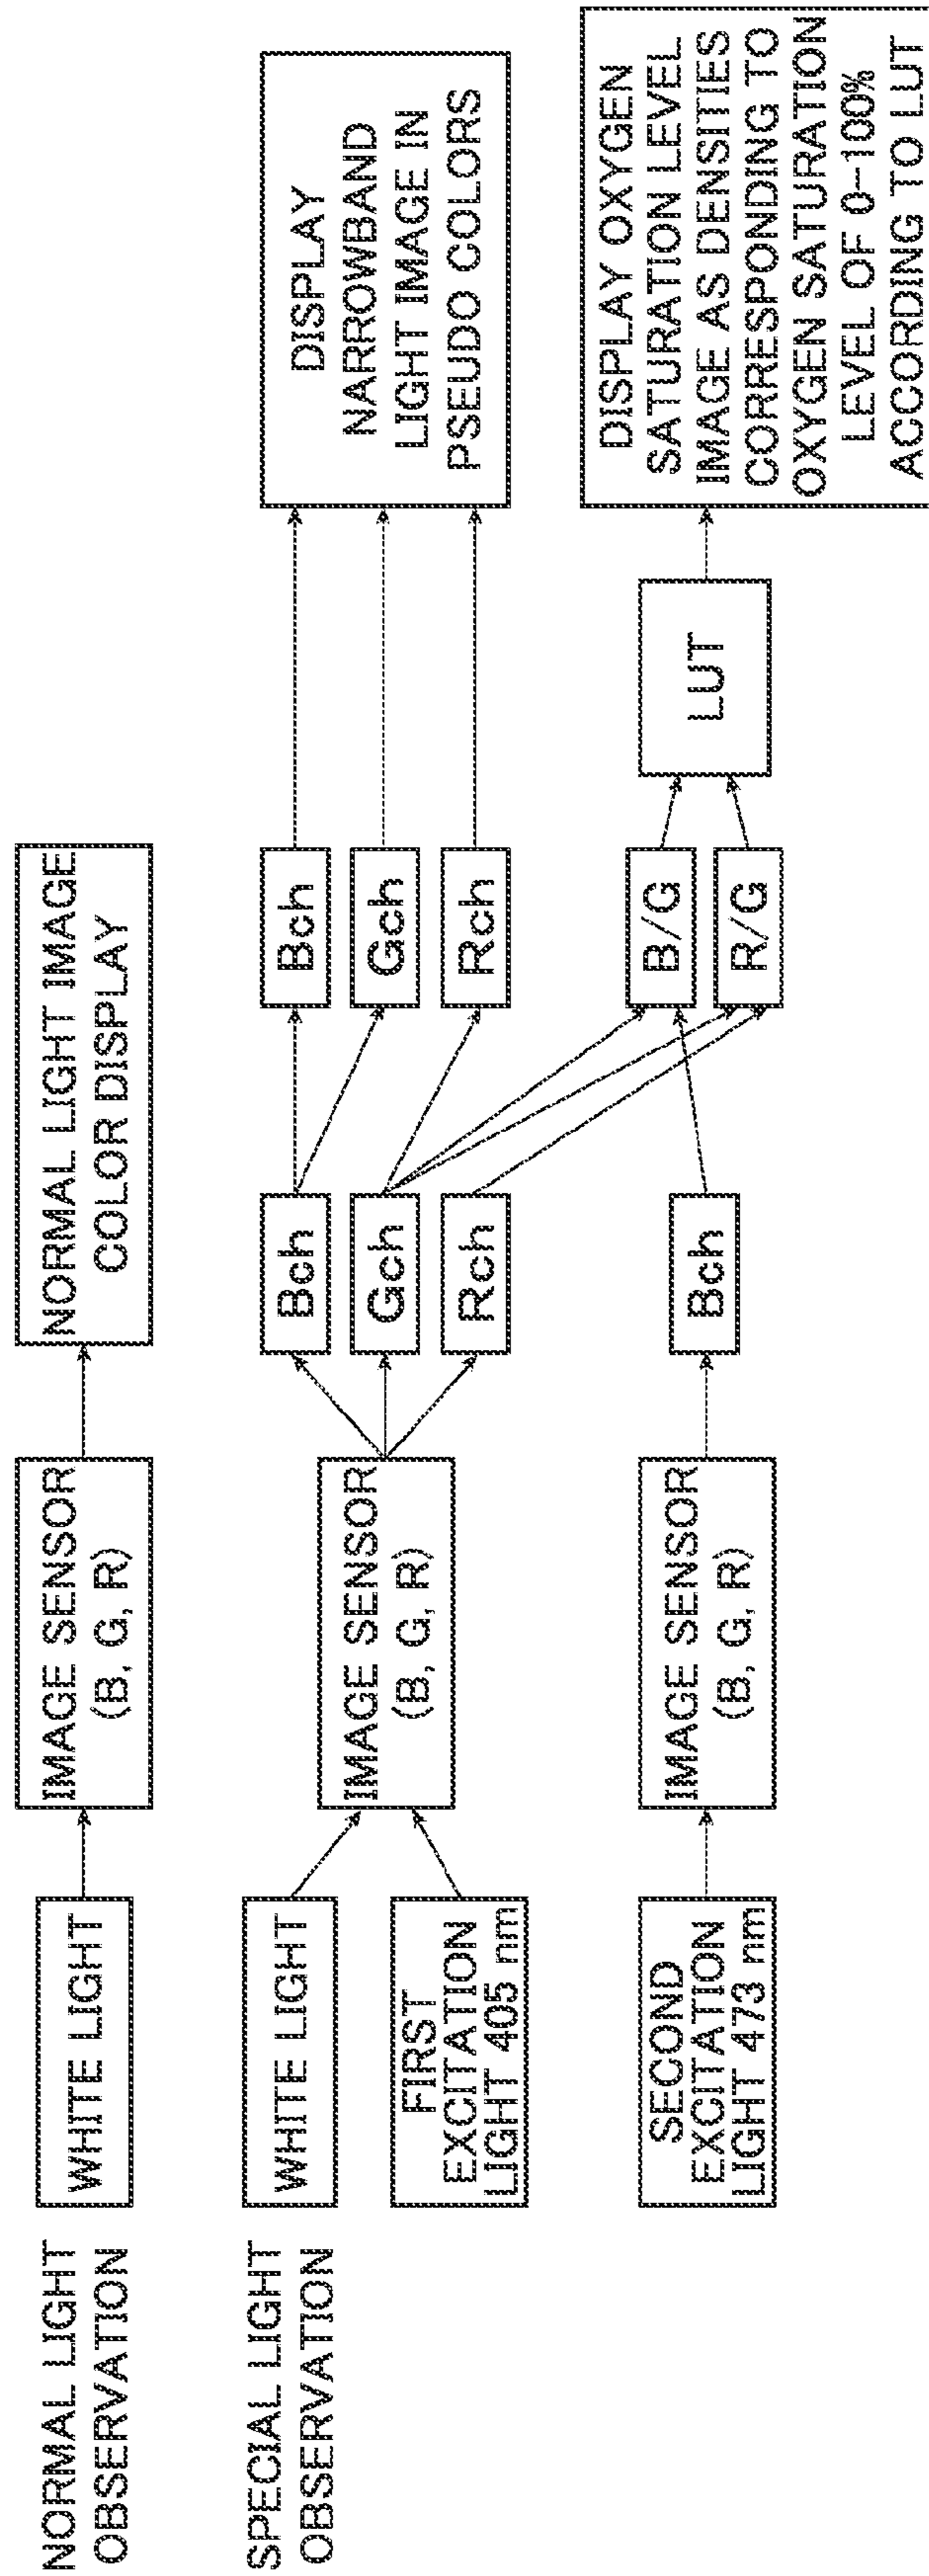 NORMAL LIGHT
OBSERVATION
WHITE LIGHT
IMAGE SENSOR
(B, G, R)
NORMAL LIGHT IMAGE
COLOR DISPLAY
SPECIAL LIGHT
OBSERVATION
WHITE LIGHT
FIRST
EXCITATION
LIGHT 405 nm
IMAGE SENSOR
(B, G, R)
Bch
Gch
Rch
Bch
Gch
Rch
DISPLAY
NARROWBAND
LIGHT IMAGE IN
PSEUDO COLORS
SECOND
EXCITATION
LIGHT 473 nm
IMAGE SENSOR
(B, G, R)
Bch
B/G
R/G
LUT
DISPLAY OXYGEN
SATURATION LEVEL
IMAGE AS DENSITIES
CORRESPONDING TO
OXYGEN SATURATION
LEVEL OF 0-100%
ACCORDING TO LUT